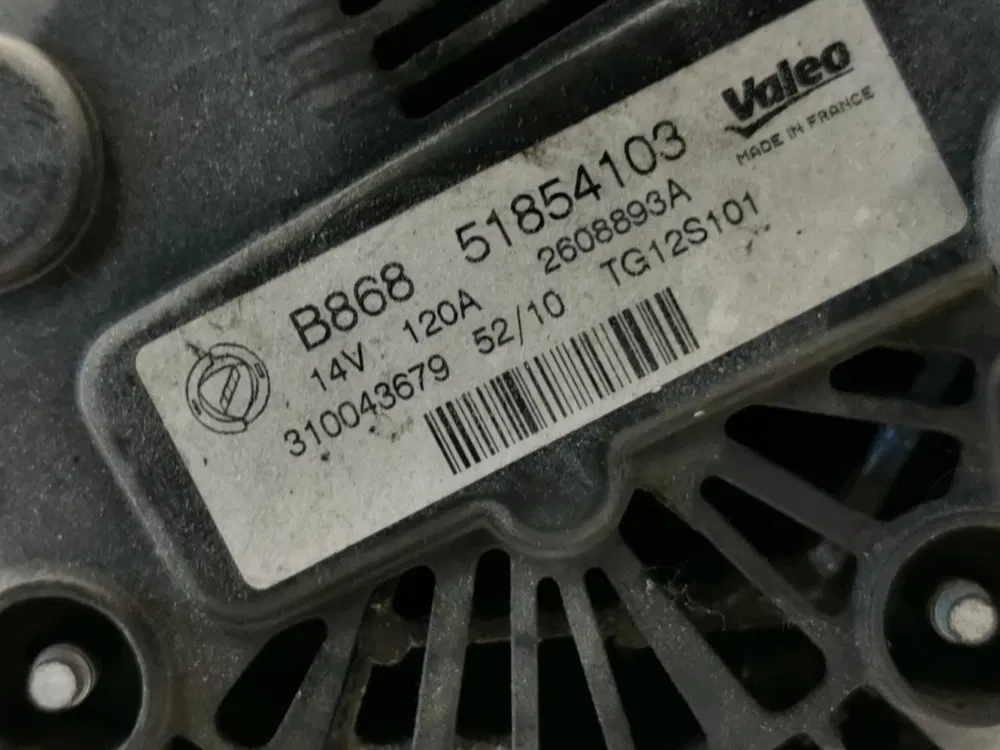 Valeo
MADE IN FRANCE
B868 51854103
14V 120A 2608893A
310043679 52/10 TG12S101